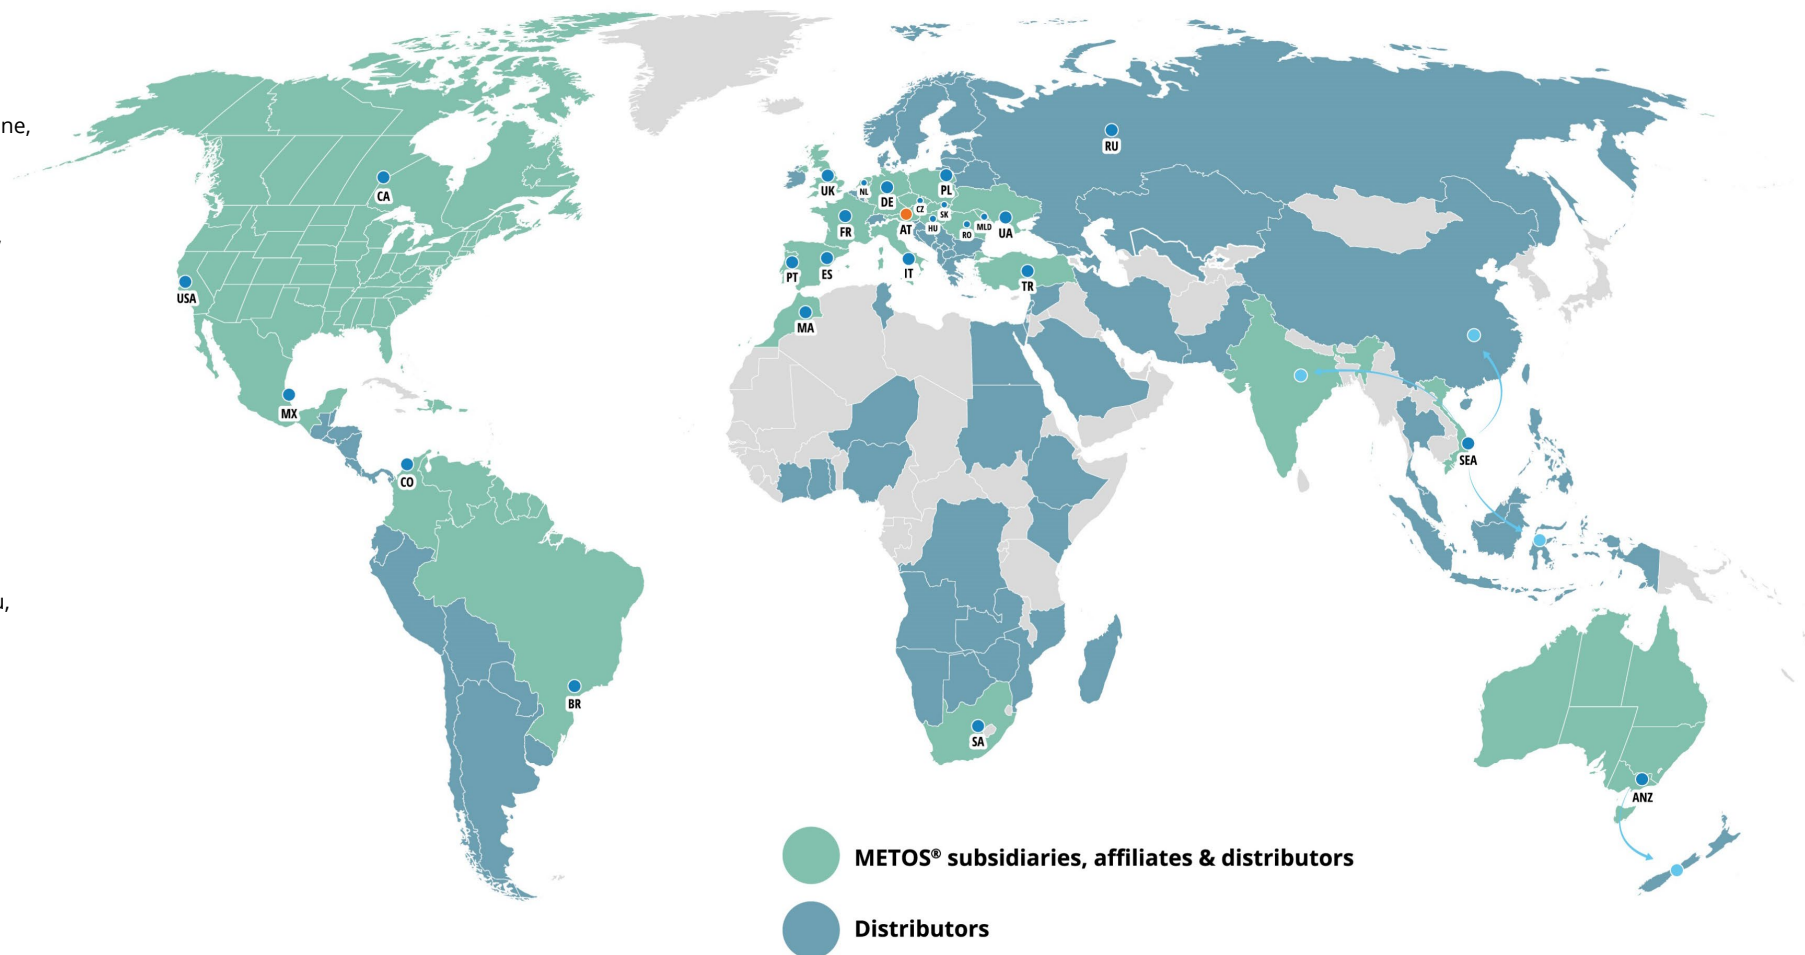 ne,
CA
USA
MX
CO
BR
UK
NL
DE
PL
CZ
SK
FR
AT
HU
RO
MLD
UA
PT
ES
IT
TR
MA
RU
SEA
SA
ANZ
METOS® subsidiaries, affiliates & distributors
Distributors